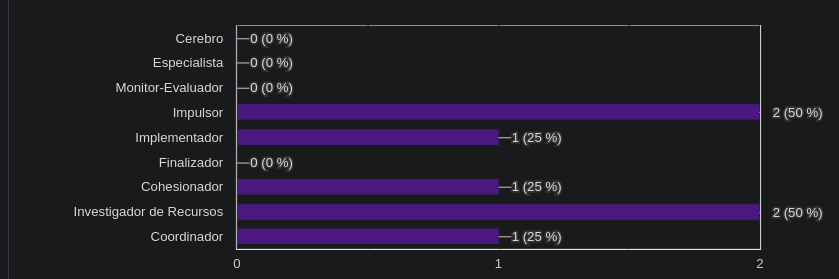 Cerebro 0 (0 %)
Especialista 0 (0 %)
Monitor-Evaluador 0 (0 %)
Impulsor 2 (50 %)
Implementador 1 (25 %)
Finalizador 0 (0 %)
Cohesionador 1 (25 %)
Investigador de Recursos 2 (50 %)
Coordinador 1 (25 %)
0 1 2